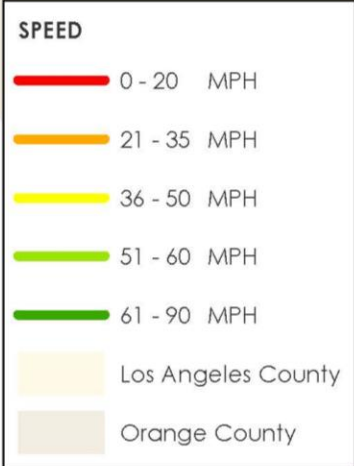 SPEED
0 - 20 MPH
21 - 35 MPH
36 - 50 MPH
51 - 60 MPH
61 - 90 MPH
Los Angeles County
Orange County